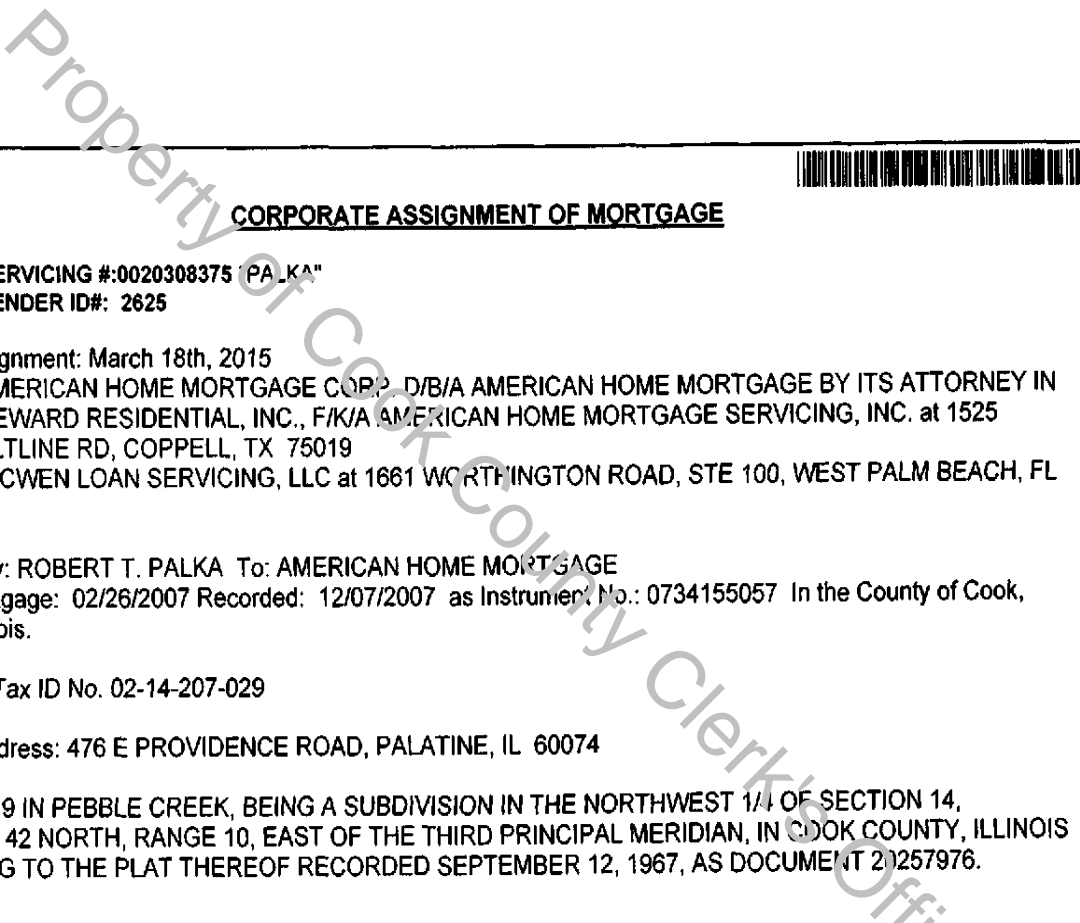 Property of Cook County Clerk's Offi
CORPORATE ASSIGNMENT OF MORTGAGE
ERVICING #:0020308375 "PALKA"
ENDER ID#: 2625
gnment: March 18th, 2015
MERICAN HOME MORTGAGE CORP. D/B/A AMERICAN HOME MORTGAGE BY ITS ATTORNEY IN
EWARD RESIDENTIAL, INC., F/K/A AMERICAN HOME MORTGAGE SERVICING, INC. at 1525
LTLINE RD, COPPELL, TX 75019
CWEN LOAN SERVICING, LLC at 1661 WORTHINGTON ROAD, STE 100, WEST PALM BEACH, FL
y: ROBERT T. PALKA To: AMERICAN HOME MORTGAGE
gage: 02/26/2007 Recorded: 12/07/2007 as Instrument No.: 0734155057 In the County of Cook,
ois.
Tax ID No. 02-14-207-029
dress: 476 E PROVIDENCE ROAD, PALATINE, IL 60074
9 IN PEBBLE CREEK, BEING A SUBDIVISION IN THE NORTHWEST 1/4 OF SECTION 14,
42 NORTH, RANGE 10, EAST OF THE THIRD PRINCIPAL MERIDIAN, IN COOK COUNTY, ILLINOIS
G TO THE PLAT THEREOF RECORDED SEPTEMBER 12, 1967, AS DOCUMENT 20257976.